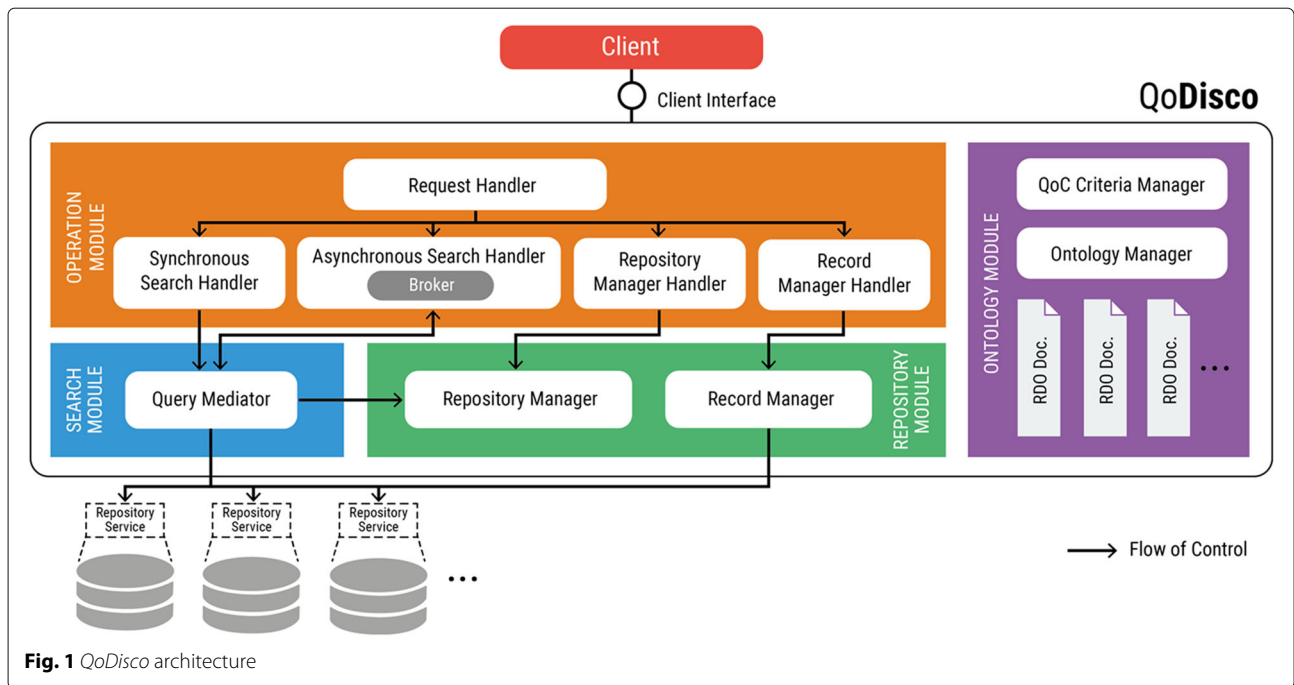 Client
Client Interface
QoDisco
OPERATION
MODULE
Request Handler
Synchronous
Search Handler
Asynchronous Search Handler
Broker
Repository
Manager Handler
Record
Manager Handler
SEARCH
MODULE
Query Mediator
Repository Manager
Record Manager
REPOSITORY
MODULE
ONTOLOGY MODULE
QoC Criteria Manager
Ontology Manager
RDO Doc.
RDO Doc.
RDO Doc.
...
Repository
Service
Repository
Service
Repository
Service
...
Flow of Control
Fig. 1 QoDisco architecture